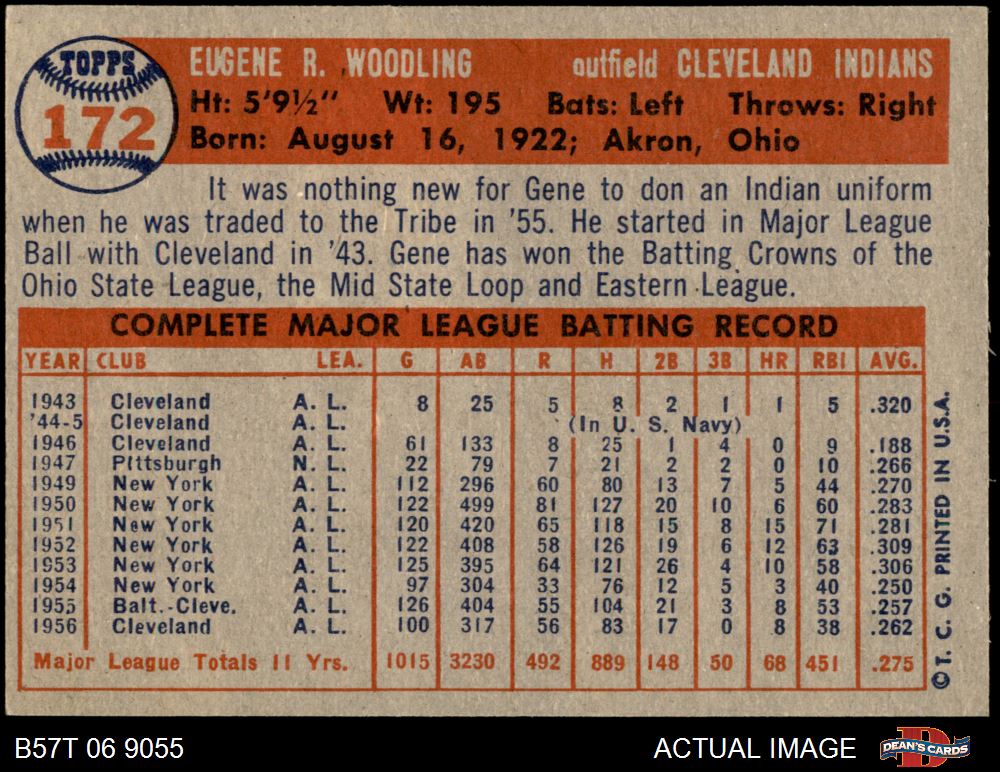 TOPPS
172
EUGENE R. WOODLING outfield CLEVELAND INDIANS
Ht: 5'9½" Wt: 195 Bats: Left Throws: Right
Born: August 16, 1922; Akron, Ohio
It was nothing new for Gene to don an Indian uniform
when he was traded to the Tribe in '55. He started in Major League
Ball with Cleveland in '43. Gene has won the Batting Crowns of the
Ohio State League, the Mid State Loop and Eastern League.
COMPLETE MAJOR LEAGUE BATTING RECORD
YEAR CLUB LEA. G AB R H 2B 3B HR RBI AVG.
1943 Cleveland A. L. 8 25 5 8 2 1 1 5 .320
'44-5 Cleveland A. L. (In U. S. Navy)
1946 Cleveland A. L. 61 133 8 25 1 4 0 9 .188
1947 Pittsburgh N. L. 22 79 7 21 2 2 0 10 .266
1949 New York A. L. 112 296 60 80 13 7 5 44 .270
1950 New York A. L. 122 499 81 127 20 10 6 60 .283
1951 New York A. L. 120 420 65 118 15 8 15 71 .281
1952 New York A. L. 122 408 58 126 19 6 12 63 .309
1953 New York A. L. 125 395 64 121 26 4 10 58 .306
1954 New York A. L. 97 304 33 76 12 5 3 40 .250
1955 Balt.-Cleve. A. L. 126 404 55 104 21 3 8 53 .257
1956 Cleveland A. L. 100 317 56 83 17 0 8 38 .262
Major League Totals 11 Yrs. 1015 3230 492 889 148 50 68 451 .275
© T. C. G. PRINTED IN U.S.A.
B57T 06 9055 ACTUAL IMAGE DEAN'S CARDS